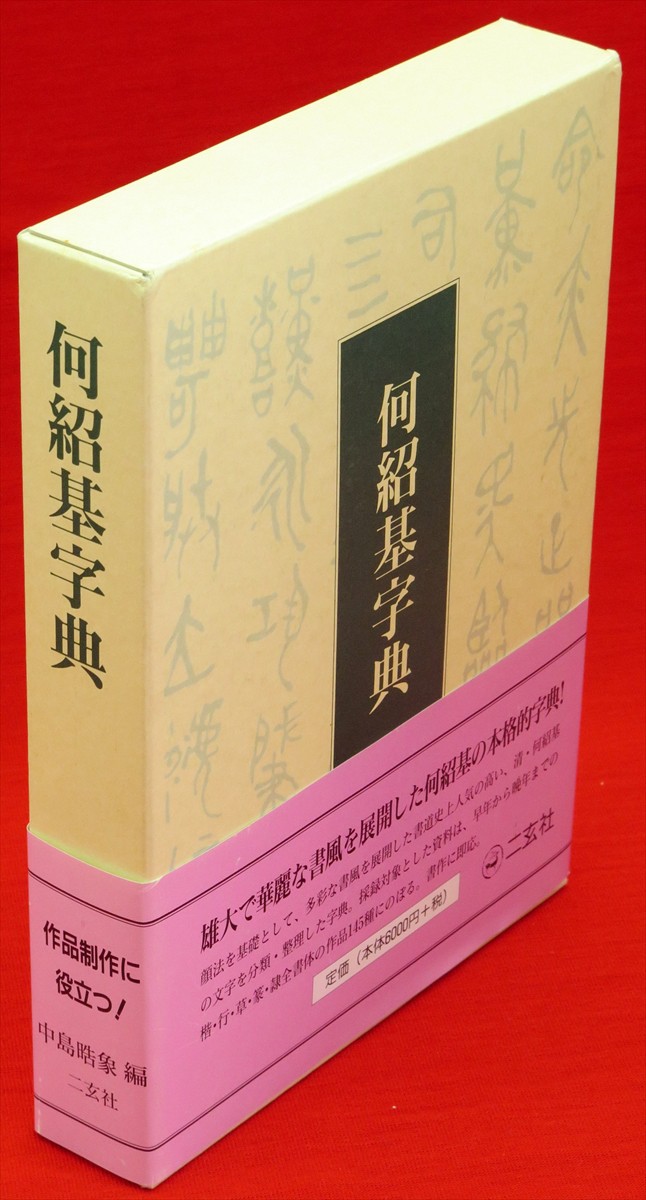 何紹基字典
何紹基字典
雄大で華麗な書風を展開した何紹基の本格的字典!
顔法を基礎として、多彩な書風を展開した書道史上人気の高い、清・何紹基
の文字を分類・整理した字典。採録対象とした資料は、早年から晩年までの
楷・行・草・篆・隷全書体の作品145種にのぼる。書作に即応。
二玄社
定価(本体6000円+税)
作品制作に
役立つ!
中島晧象 編
二玄社